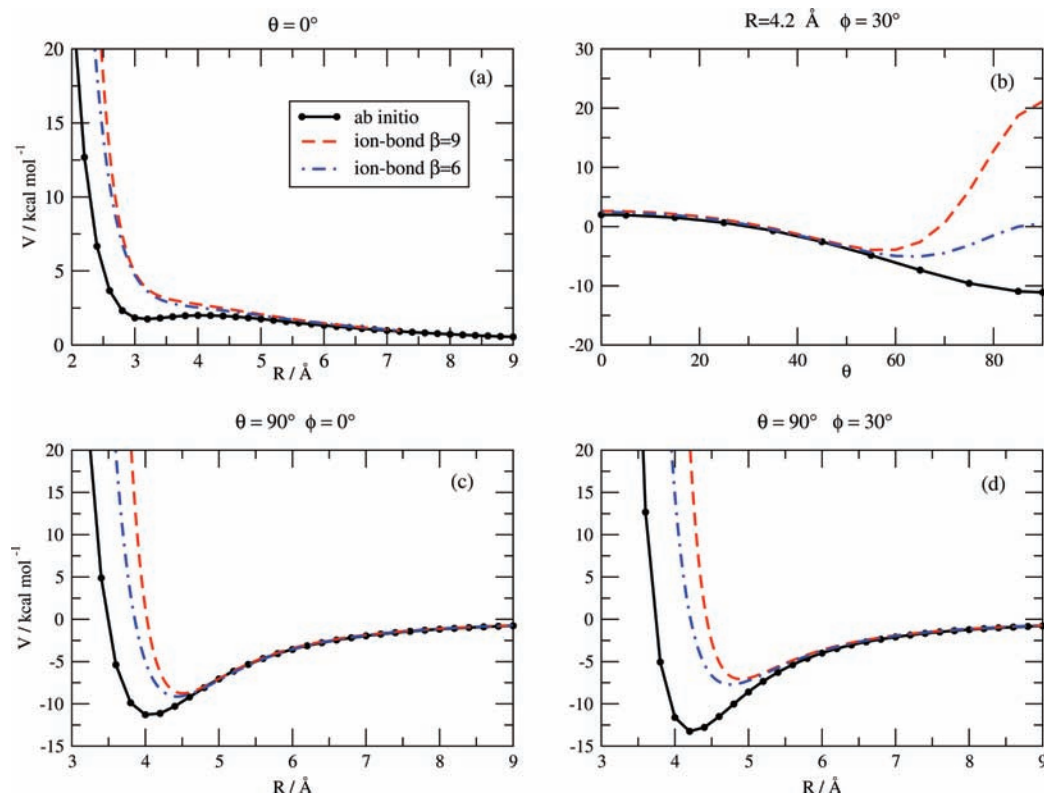 θ = 0°
20
15
10
5
0
V / kcal mol⁻¹
2 3 4 5 6 7 8 9
R / Å
(a)
ab initio
ion-bond β=9
ion-bond β=6
R=4.2 Å ϕ = 30°
30
20
10
0
-10
-20
0 20 40 60 80
θ
(b)
θ = 90° ϕ = 0°
20
15
10
5
0
-5
-10
-15
V / kcal mol⁻¹
3 4 5 6 7 8 9
R / Å
(c)
θ = 90° ϕ = 30°
20
15
10
5
0
-5
-10
-15
V / kcal mol⁻¹
3 4 5 6 7 8 9
R / Å
(d)